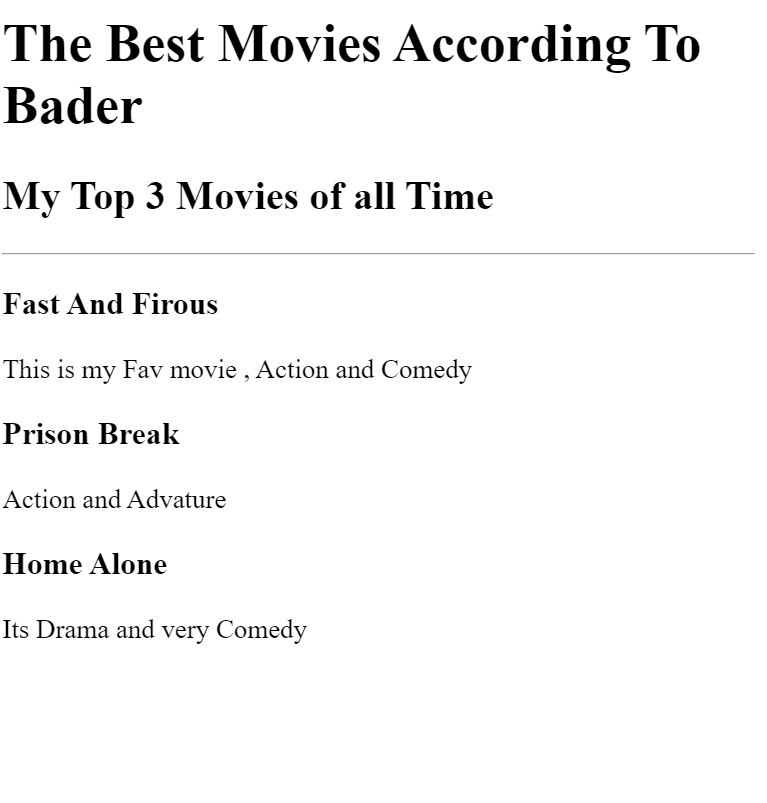 The Best Movies According To
Bader
My Top 3 Movies of all Time
Fast And Firous
This is my Fav movie , Action and Comedy
Prison Break
Action and Advature
Home Alone
Its Drama and very Comedy